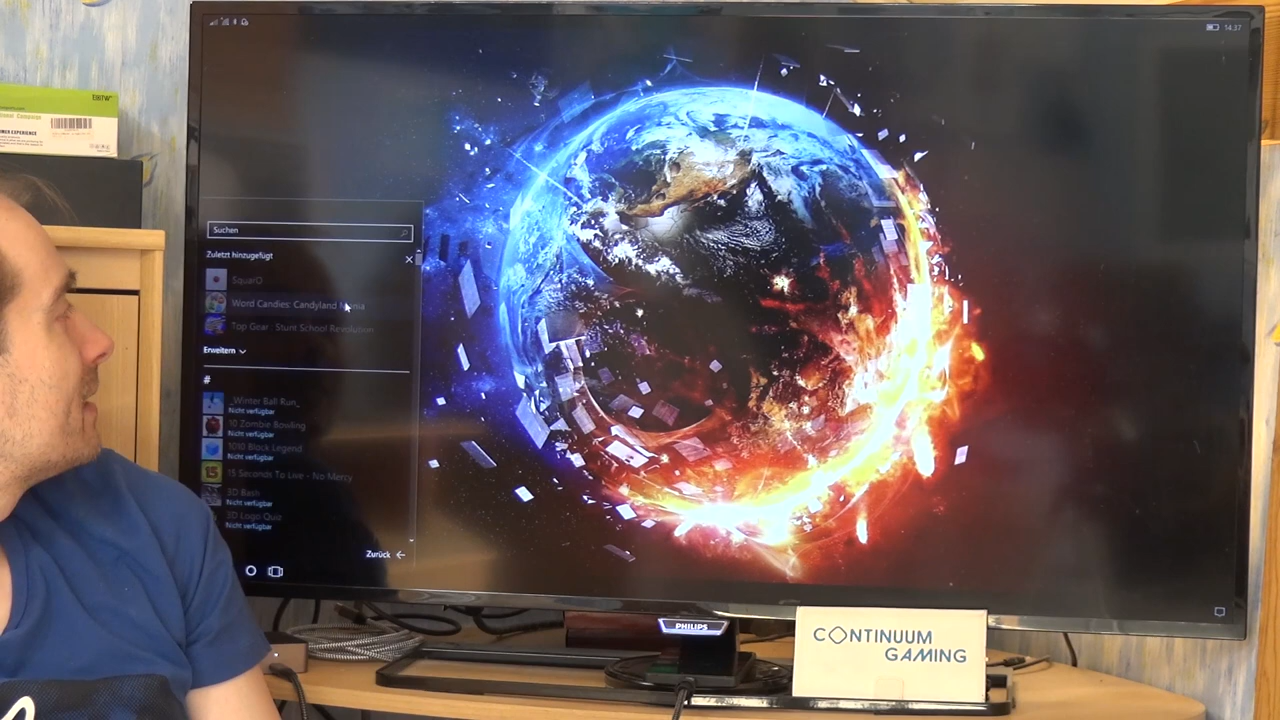 14:37
Suchen
Zuletzt hinzugefügt
SquarO
Word Candies: Candyland Mania
Top Gear : Stunt School Revolution
Erweitern
#
_Winter Ball Run_
Nicht verfügbar
10 Zombie Bowling
Nicht verfügbar
1010 Block Legend
Nicht verfügbar
15 Seconds To Live - No Mercy
3D Bash
Nicht verfügbar
3D Logo Quiz
Nicht verfügbar
Zurück
PHILIPS
CONTINUUM
GAMING